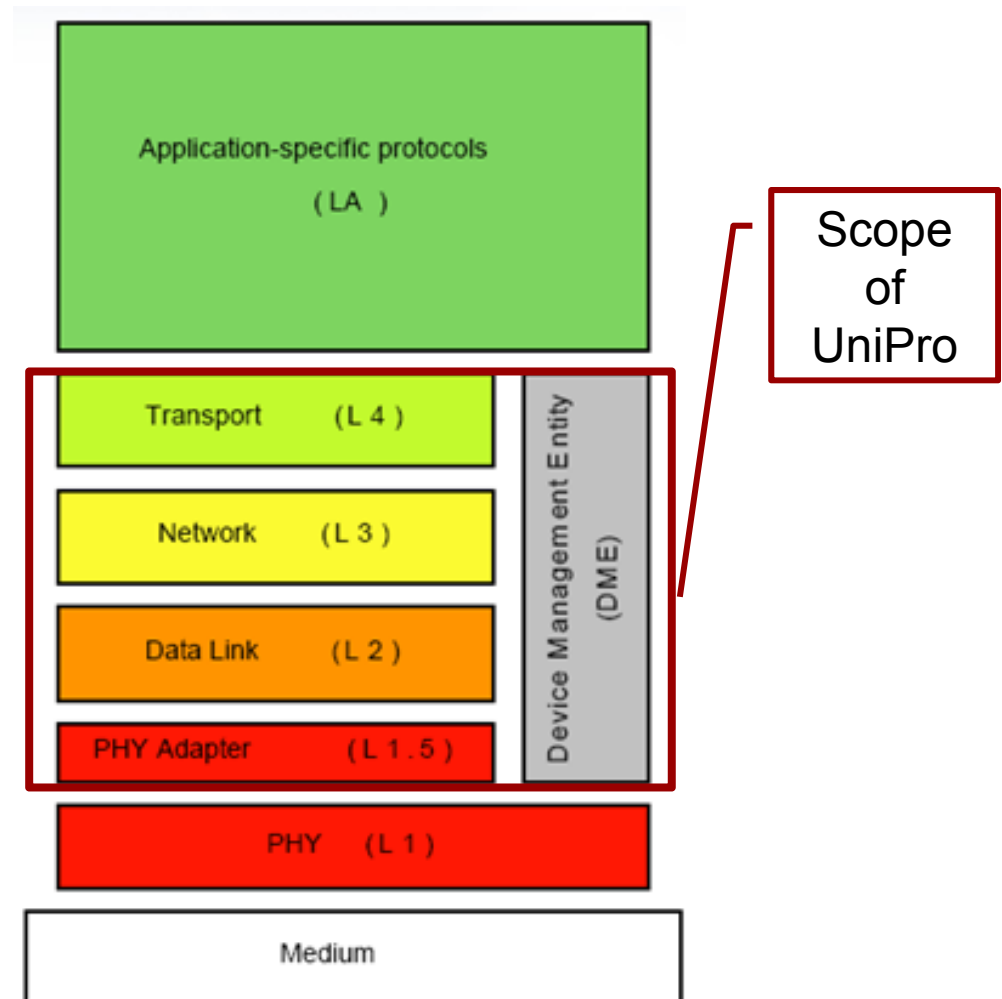 Application-specific protocols
( LA )
Scope
of
UniPro
Transport ( L 4 )
Network ( L 3 )
Data Link ( L 2 )
PHY Adapter ( L 1 . 5 )
Device Management Entity
(DME)
PHY ( L 1 )
Medium